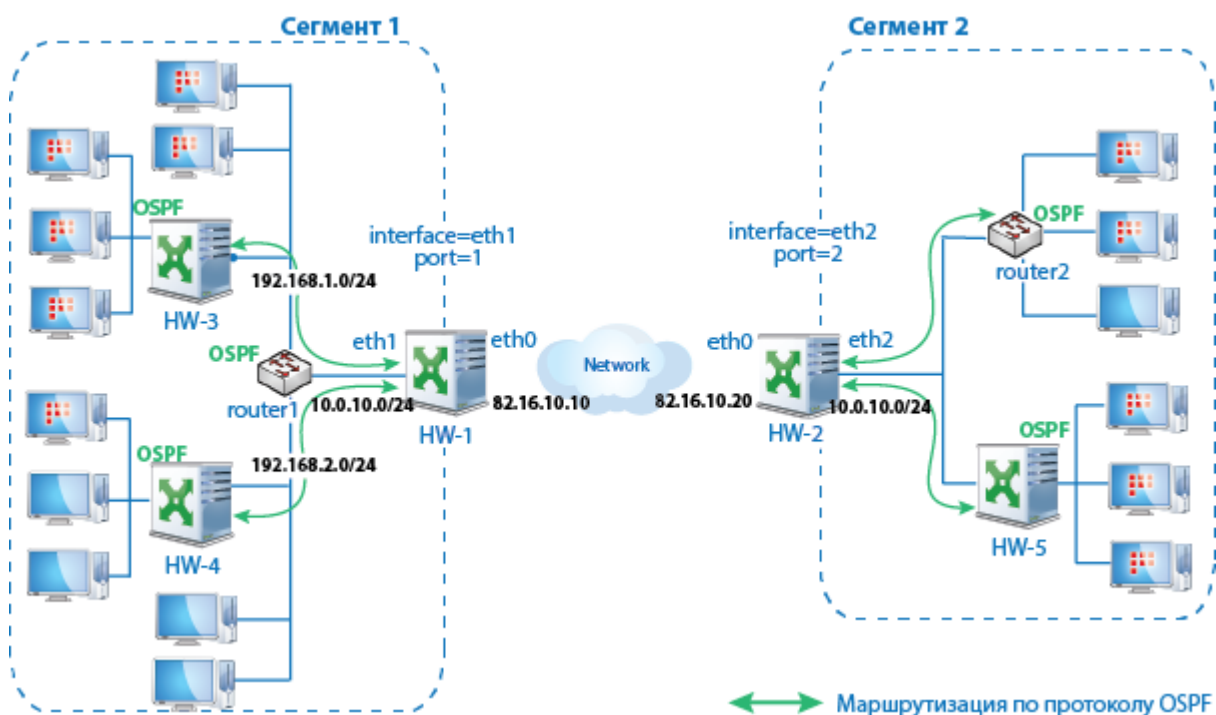 Сегмент 1
Сегмент 2
OSPF
interface=eth1
port=1
192.168.1.0/24
HW-3
OSPF
eth1
eth0
router1
10.0.10.0/24
82.16.10.10
HW-1
OSPF
192.168.2.0/24
HW-4
Network
interface=eth2
port=2
OSPF
router2
eth0
eth2
82.16.10.20
10.0.10.0/24
HW-2
OSPF
HW-5
Маршрутизация по протоколу OSPF